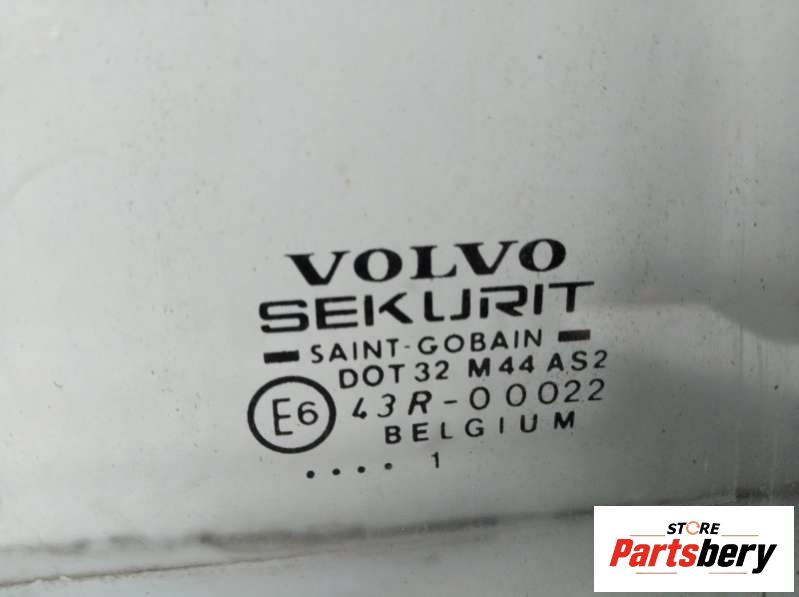 VOLVO
SEKURIT
SAINT-GOBAIN
DOT 32 M44 AS2
E6 43R-00022
BELGIUM
.... 1
STORE
Partsbery